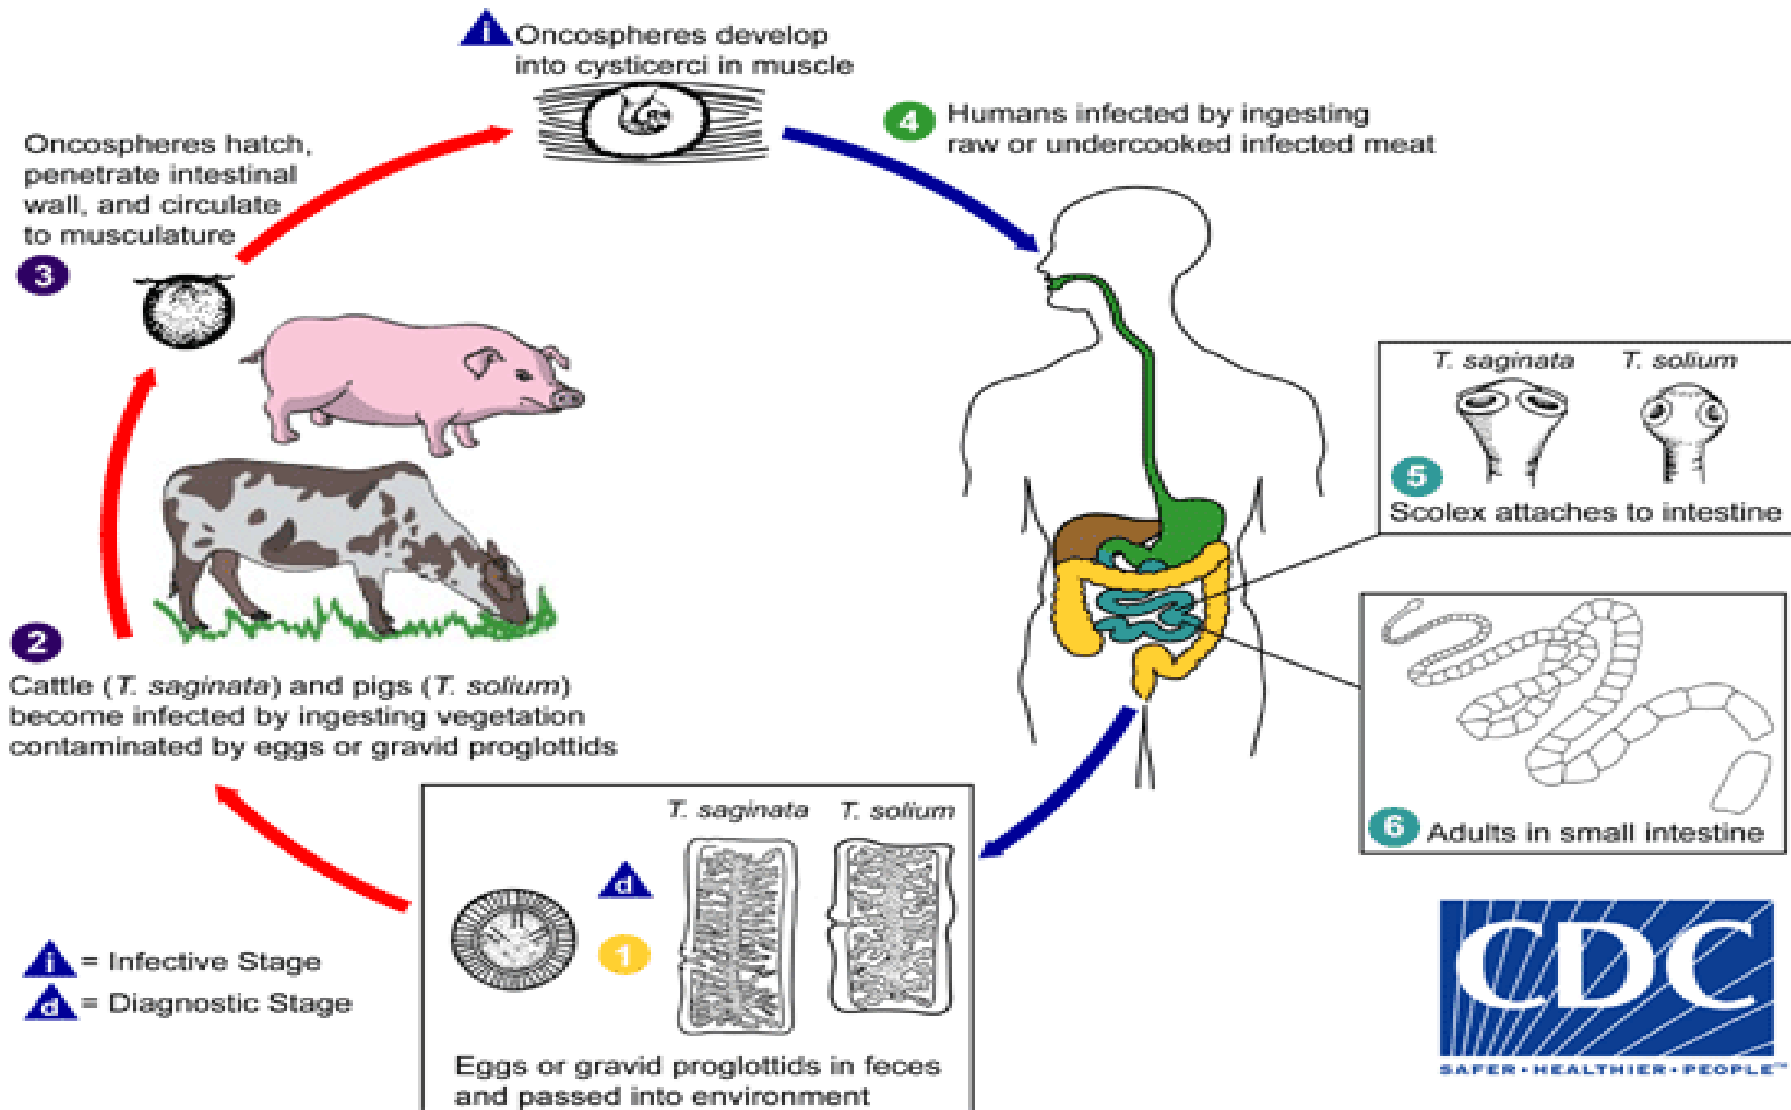 i Oncospheres develop
into cysticerci in muscle
4 Humans infected by ingesting
raw or undercooked infected meat
Oncospheres hatch,
penetrate intestinal
wall, and circulate
to musculature
3
T. saginata T. solium
5
Scolex attaches to intestine
2
Cattle (T. saginata) and pigs (T. solium)
become infected by ingesting vegetation
contaminated by eggs or gravid proglottids
6 Adults in small intestine
T. saginata T. solium
d
1
Eggs or gravid proglottids in feces
and passed into environment
i = Infective Stage
d = Diagnostic Stage
CDC
SAFER·HEALTHIER·PEOPLE™